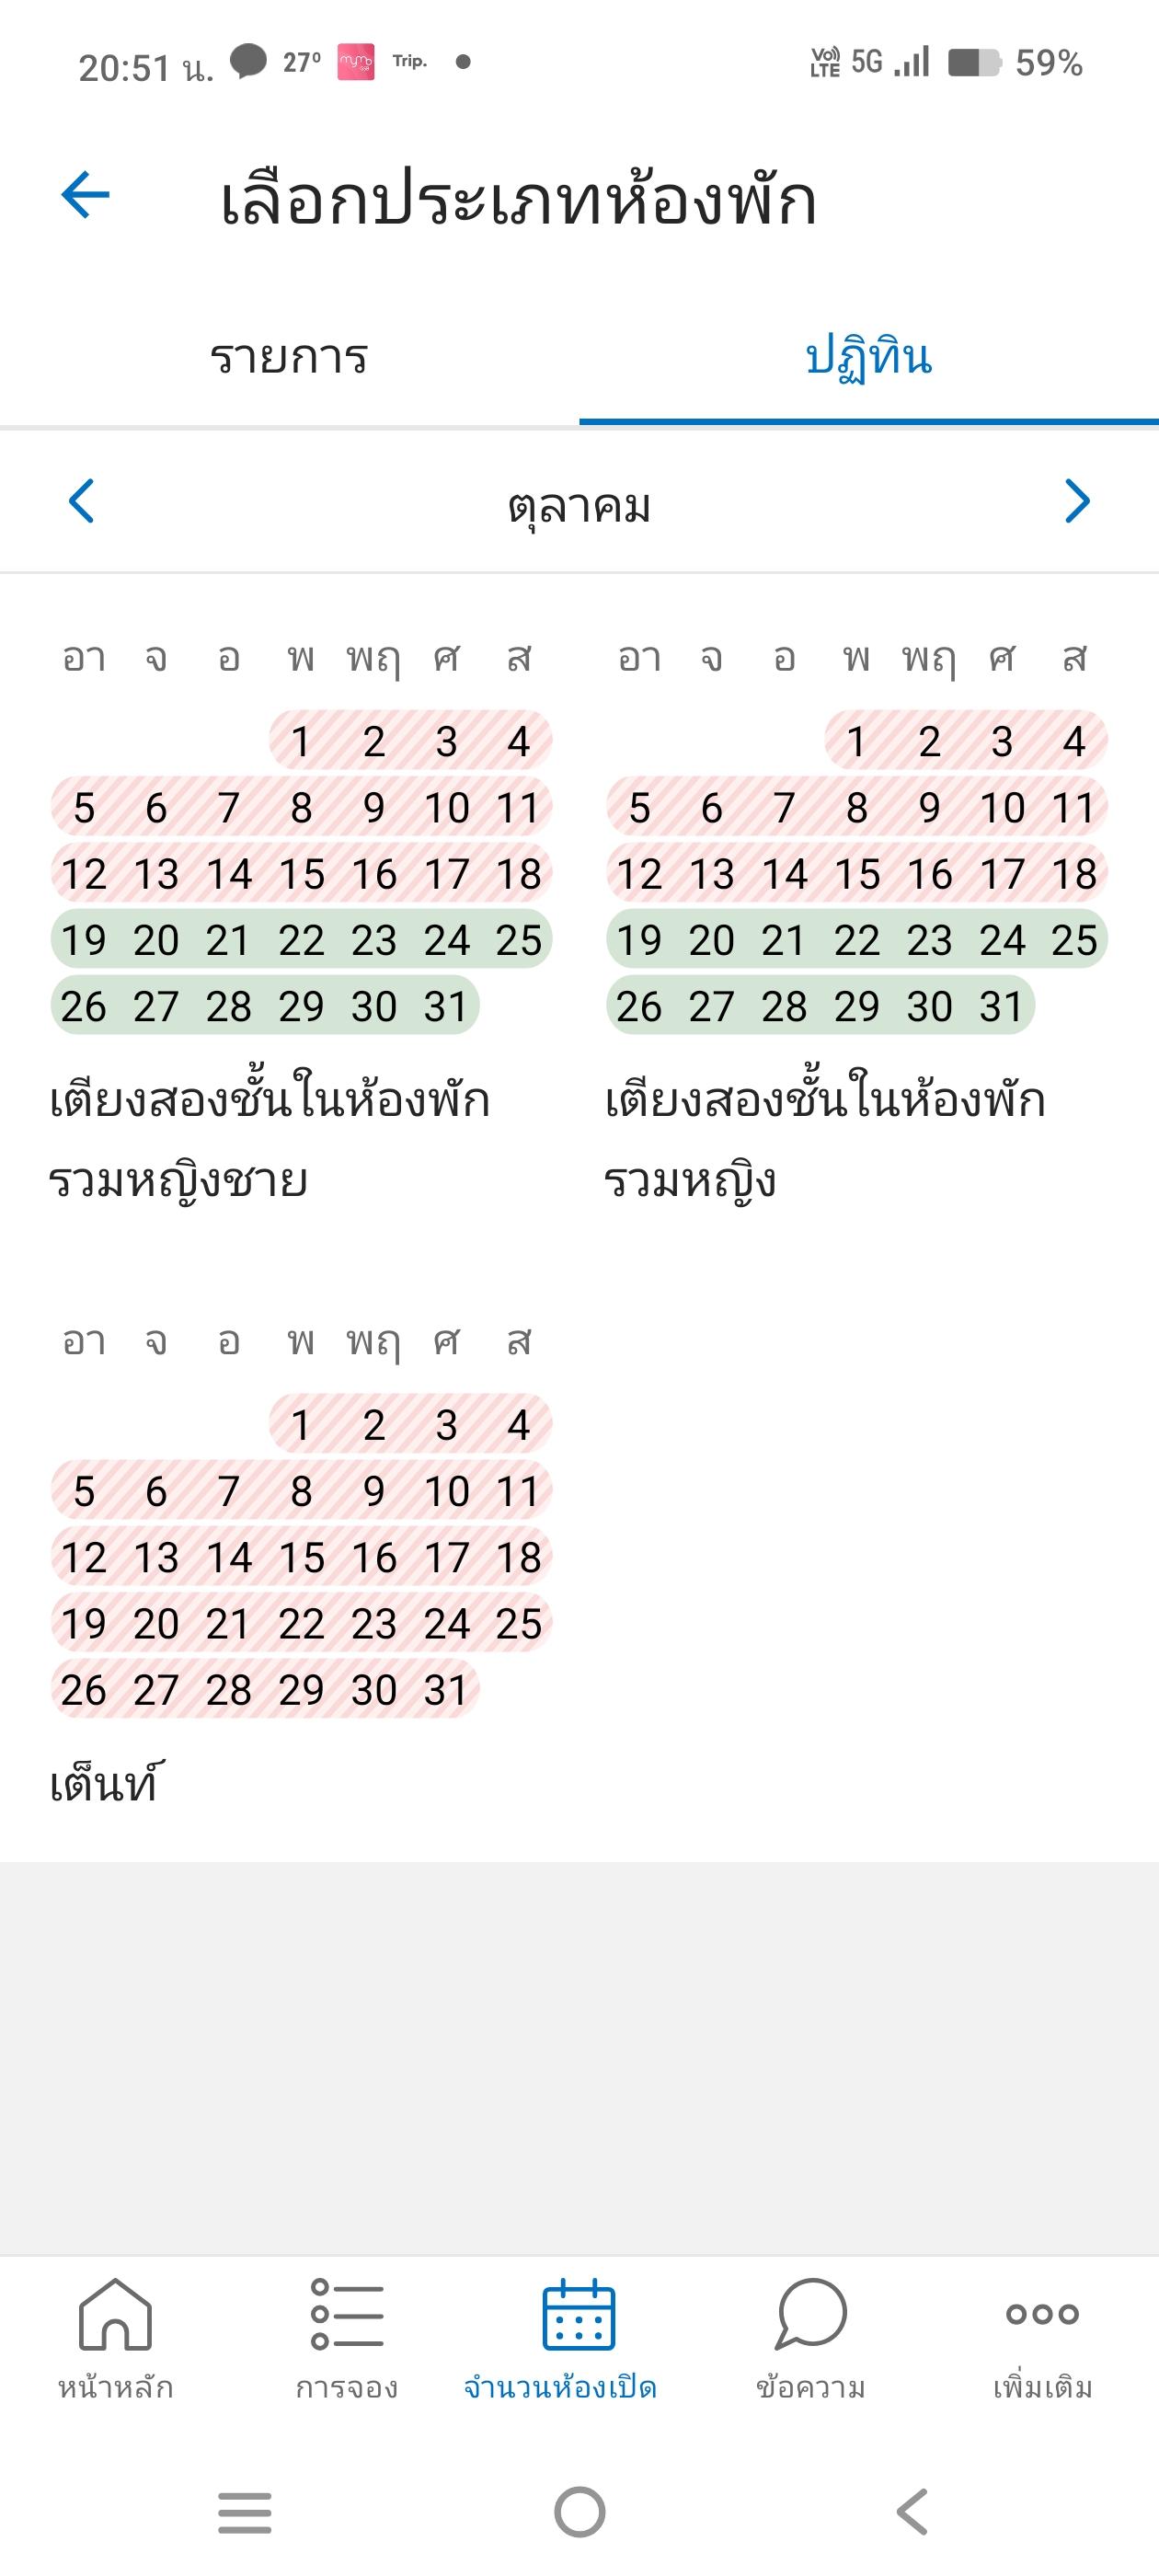 20:51 น. 27° mymo Trip. Vo) LTE 5G 59%
เลือกประเภทห้องพัก
รายการ ปฏิทิน
ตุลาคม
อา จ อ พ พฤ ศ ส
1 2 3 4
5 6 7 8 9 10 11
12 13 14 15 16 17 18
19 20 21 22 23 24 25
26 27 28 29 30 31
เตียงสองชั้นในห้องพัก
รวมหญิงชาย
อา จ อ พ พฤ ศ ส
1 2 3 4
5 6 7 8 9 10 11
12 13 14 15 16 17 18
19 20 21 22 23 24 25
26 27 28 29 30 31
เตียงสองชั้นในห้องพัก
รวมหญิง
อา จ อ พ พฤ ศ ส
1 2 3 4
5 6 7 8 9 10 11
12 13 14 15 16 17 18
19 20 21 22 23 24 25
26 27 28 29 30 31
เต็นท์
หน้าหลัก การจอง จำนวนห้องเปิด ข้อความ เพิ่มเติม